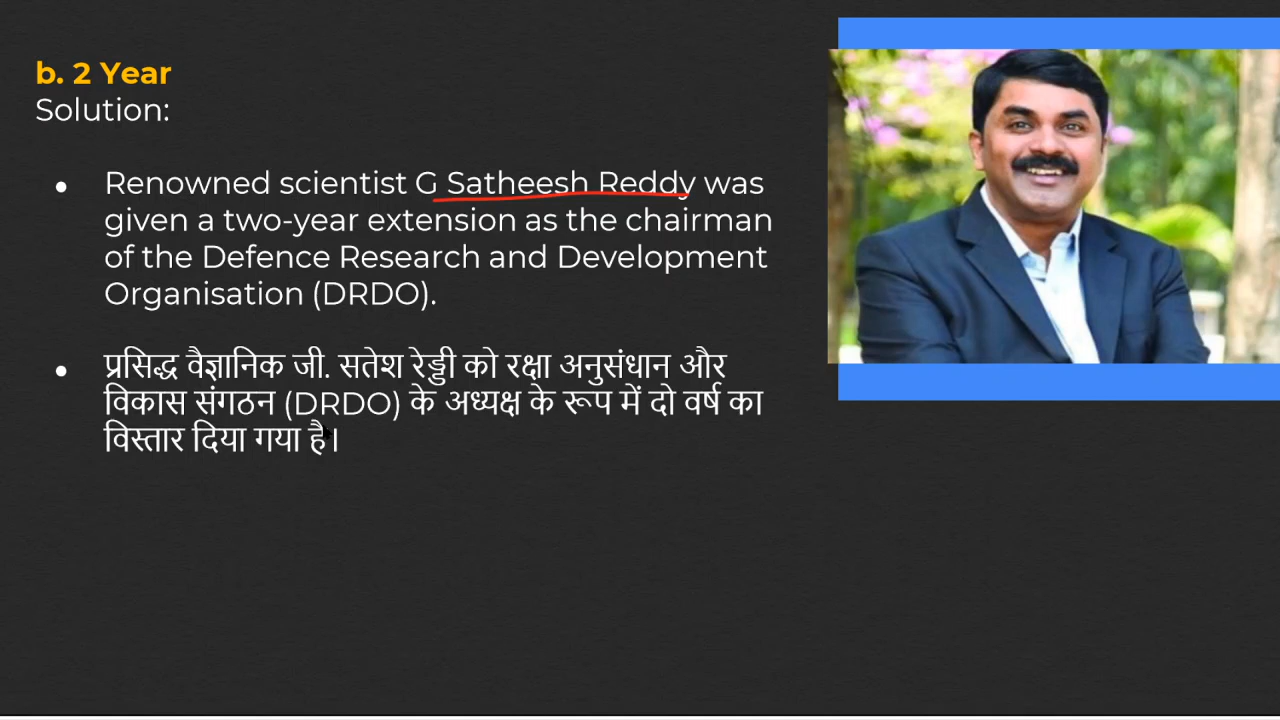 b. 2 Year
Solution:
● Renowned scientist G Satheesh Reddy was
given a two-year extension as the chairman
of the Defence Research and Development
Organisation (DRDO).
● प्रसिद्ध वैज्ञानिक जी. सतेश रेड्डी को रक्षा अनुसंधान और
विकास संगठन (DRDO) के अध्यक्ष के रूप में दो वर्ष का
विस्तार दिया गया है।